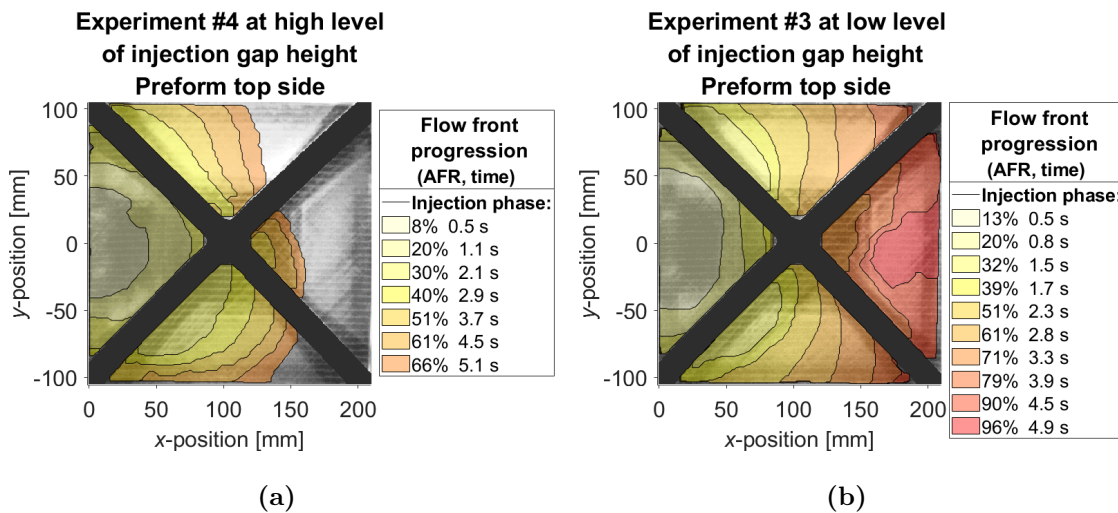 Experiment #4 at high level
of injection gap height
Preform top side
100
50
0
-50
-100
y-position [mm]
0
50
100
150
200
x-position [mm]
Flow front
progression
(AFR, time)
Injection phase:
8% 0.5 s
20% 1.1 s
30% 2.1 s
40% 2.9 s
51% 3.7 s
61% 4.5 s
66% 5.1 s
(a)
Experiment #3 at low level
of injection gap height
Preform top side
100
50
0
-50
-100
y-position [mm]
0
50
100
150
200
x-position [mm]
Flow front
progression
(AFR, time)
Injection phase:
13% 0.5 s
20% 0.8 s
32% 1.5 s
39% 1.7 s
51% 2.3 s
61% 2.8 s
71% 3.3 s
79% 3.9 s
90% 4.5 s
96% 4.9 s
(b)